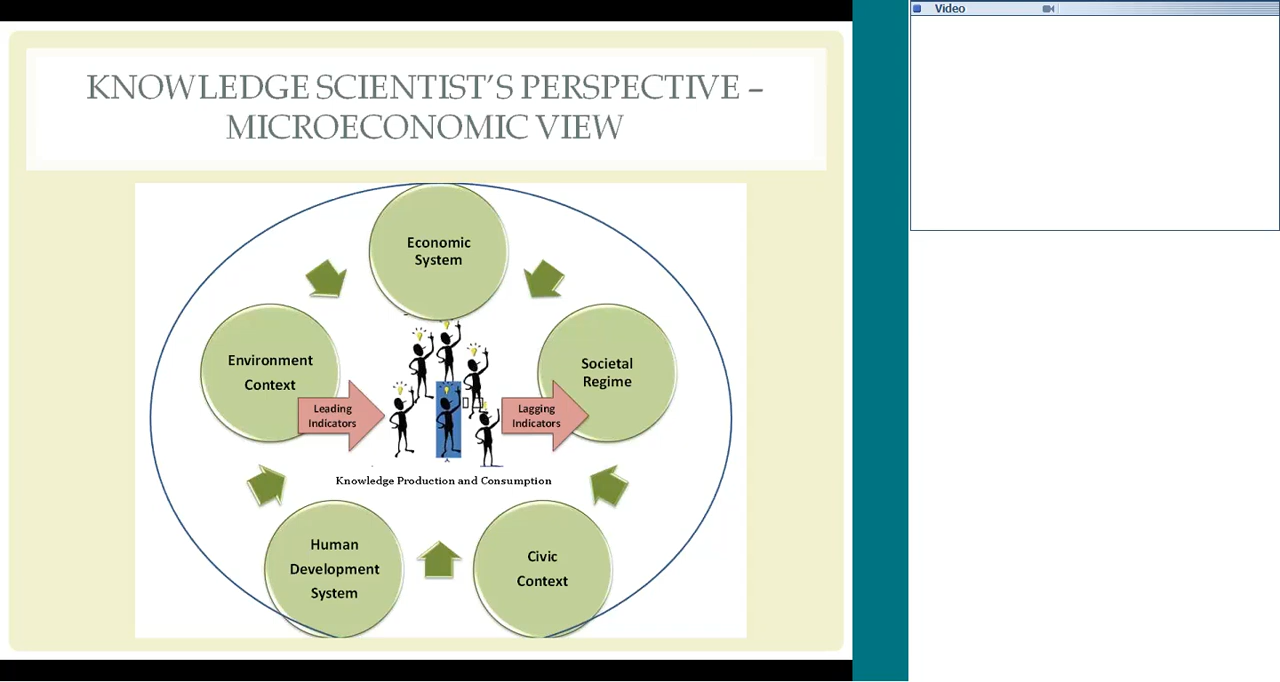 KNOWLEDGE SCIENTIST’S PERSPECTIVE –
MICROECONOMIC VIEW
Economic
System
Environment
Context
Societal
Regime
Leading
Indicators
Lagging
Indicators
Knowledge Production and Consumption
Human
Development
System
Civic
Context
Video